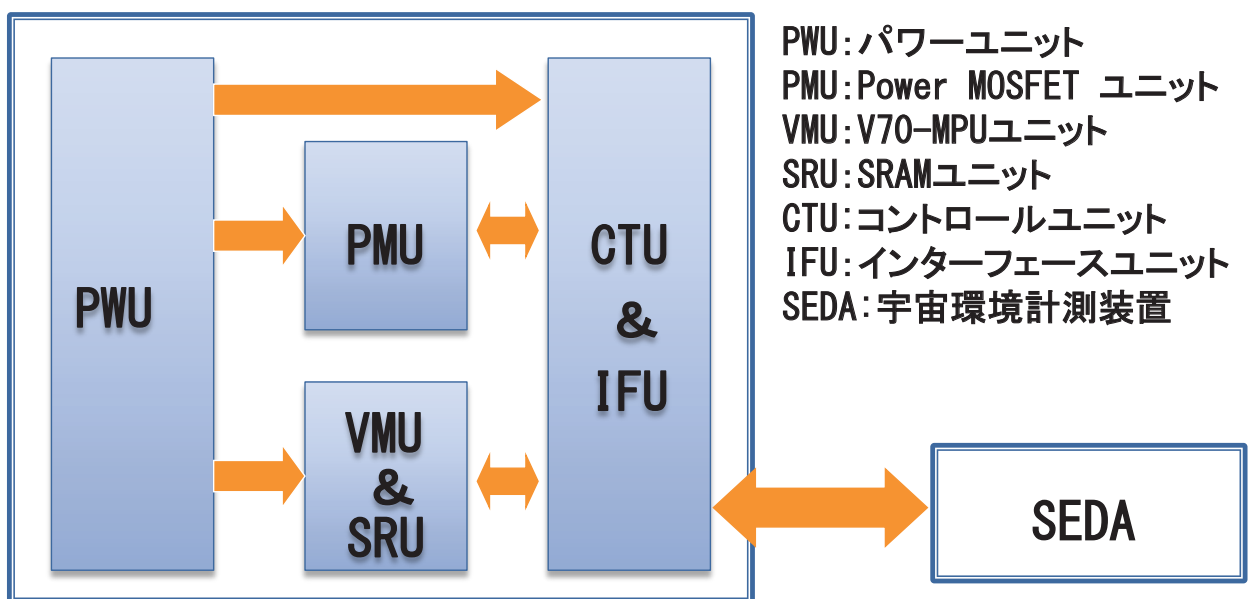 PWU
PMU
VMU
&
SRU
CTU
&
IFU
PWU:パワーユニット
PMU:Power MOSFET ユニット
VMU:V70-MPUユニット
SRU:SRAMユニット
CTU:コントロールユニット
IFU:インターフェースユニット
SEDA:宇宙環境計測装置
SEDA